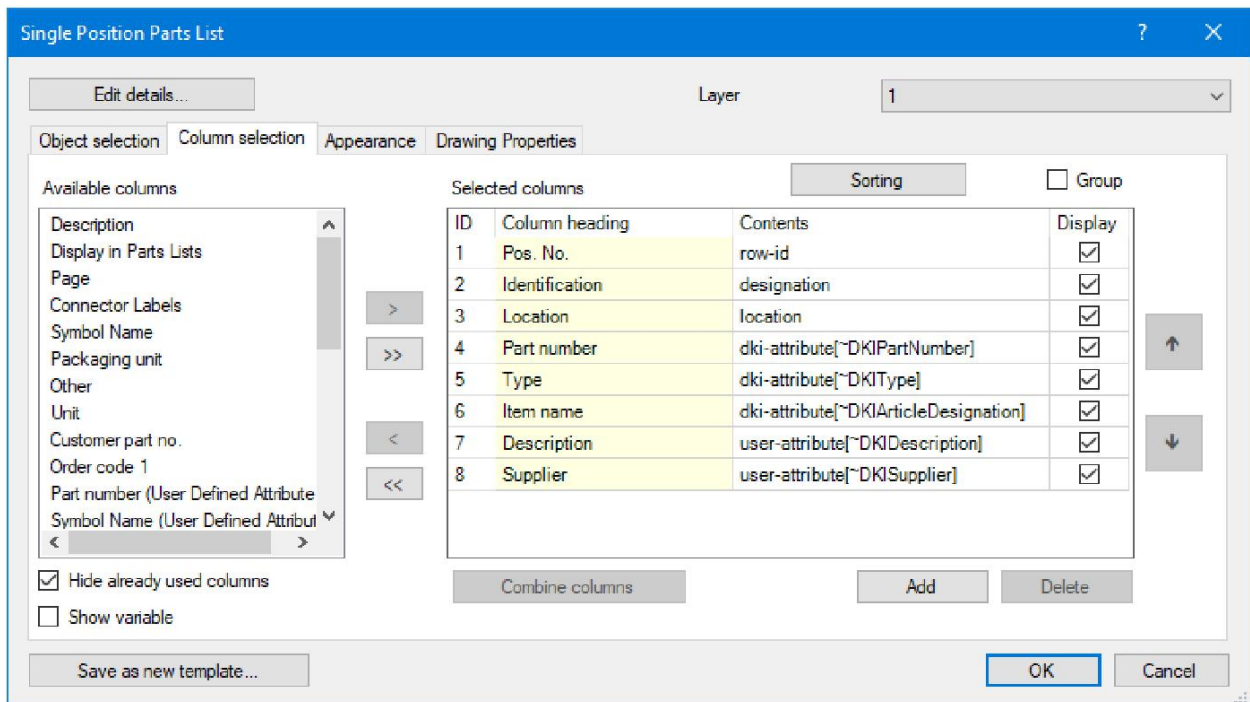 Single Position Parts List ? ×
Edit details...
Layer 1
Object selection Column selection Appearance Drawing Properties
Available columns
Description
Display in Parts Lists
Page
Connector Labels
Symbol Name
Packaging unit
Other
Unit
Customer part no.
Order code 1
Part number (User Defined Attribute
Symbol Name (User Defined Attribut
Hide already used columns
Show variable
>
>>
<
<<
Selected columns Sorting Group
ID Column heading Contents Display
1 Pos. No. row-id
2 Identification designation
3 Location location
4 Part number dki-attribute[~DKIPartNumber]
5 Type dki-attribute[~DKIType]
6 Item name dki-attribute[~DKIArticleDesignation]
7 Description user-attribute[~DKIDescription]
8 Supplier user-attribute[~DKISupplier]
Combine columns Add Delete
Save as new template... OK Cancel